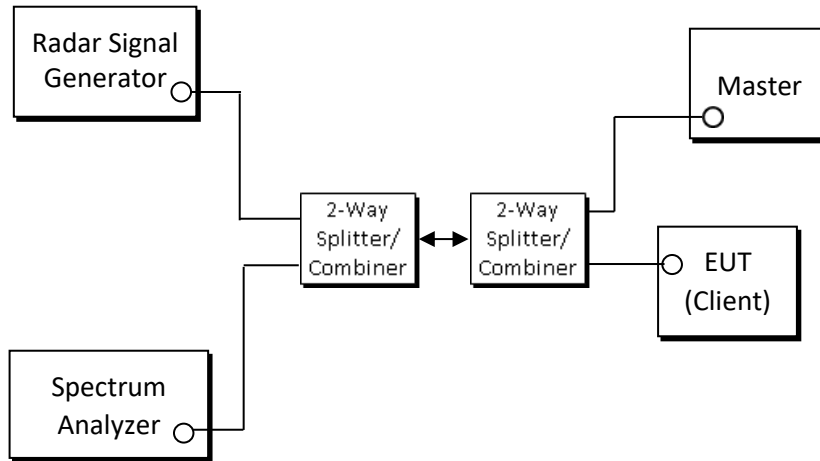 Radar Signal
Generator
Master
2-Way
Splitter/
Combiner
2-Way
Splitter/
Combiner
EUT
(Client)
Spectrum
Analyzer